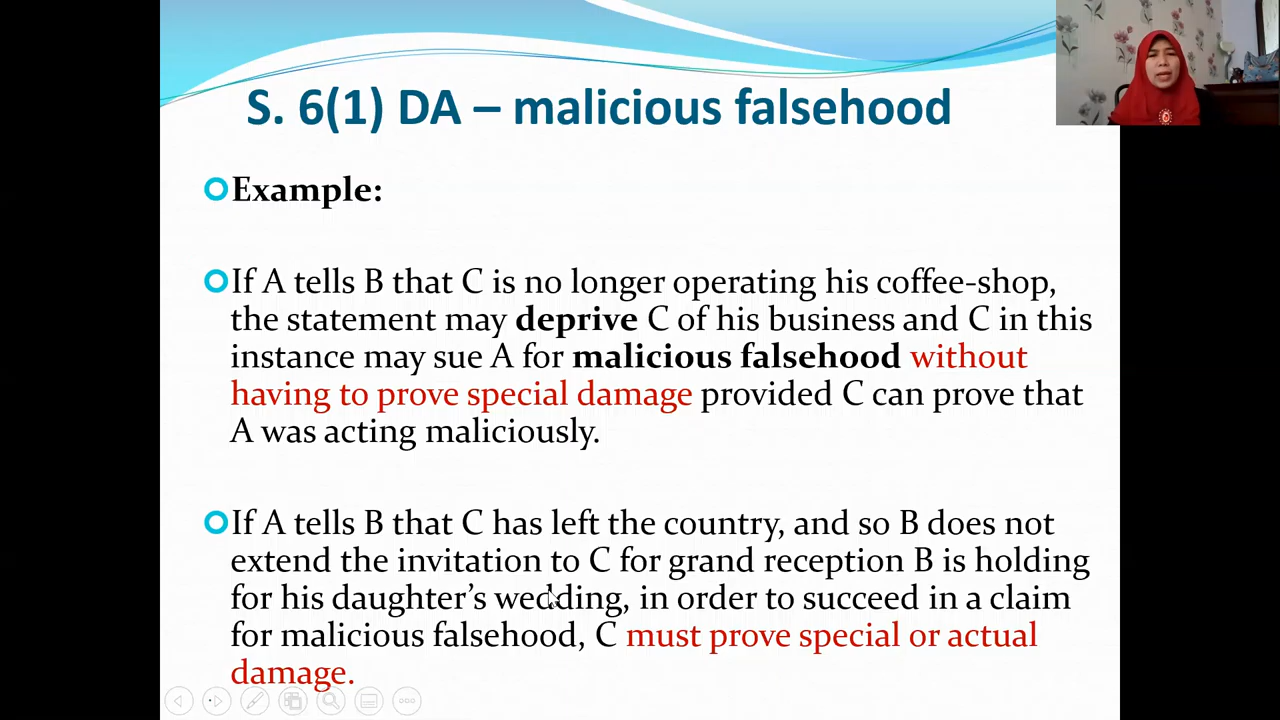 S. 6(1) DA – malicious falsehood
Example:
If A tells B that C is no longer operating his coffee-shop,
the statement may deprive C of his business and C in this
instance may sue A for malicious falsehood without
having to prove special damage provided C can prove that
A was acting maliciously.
If A tells B that C has left the country, and so B does not
extend the invitation to C for grand reception B is holding
for his daughter’s wedding, in order to succeed in a claim
for malicious falsehood, C must prove special or actual
damage.